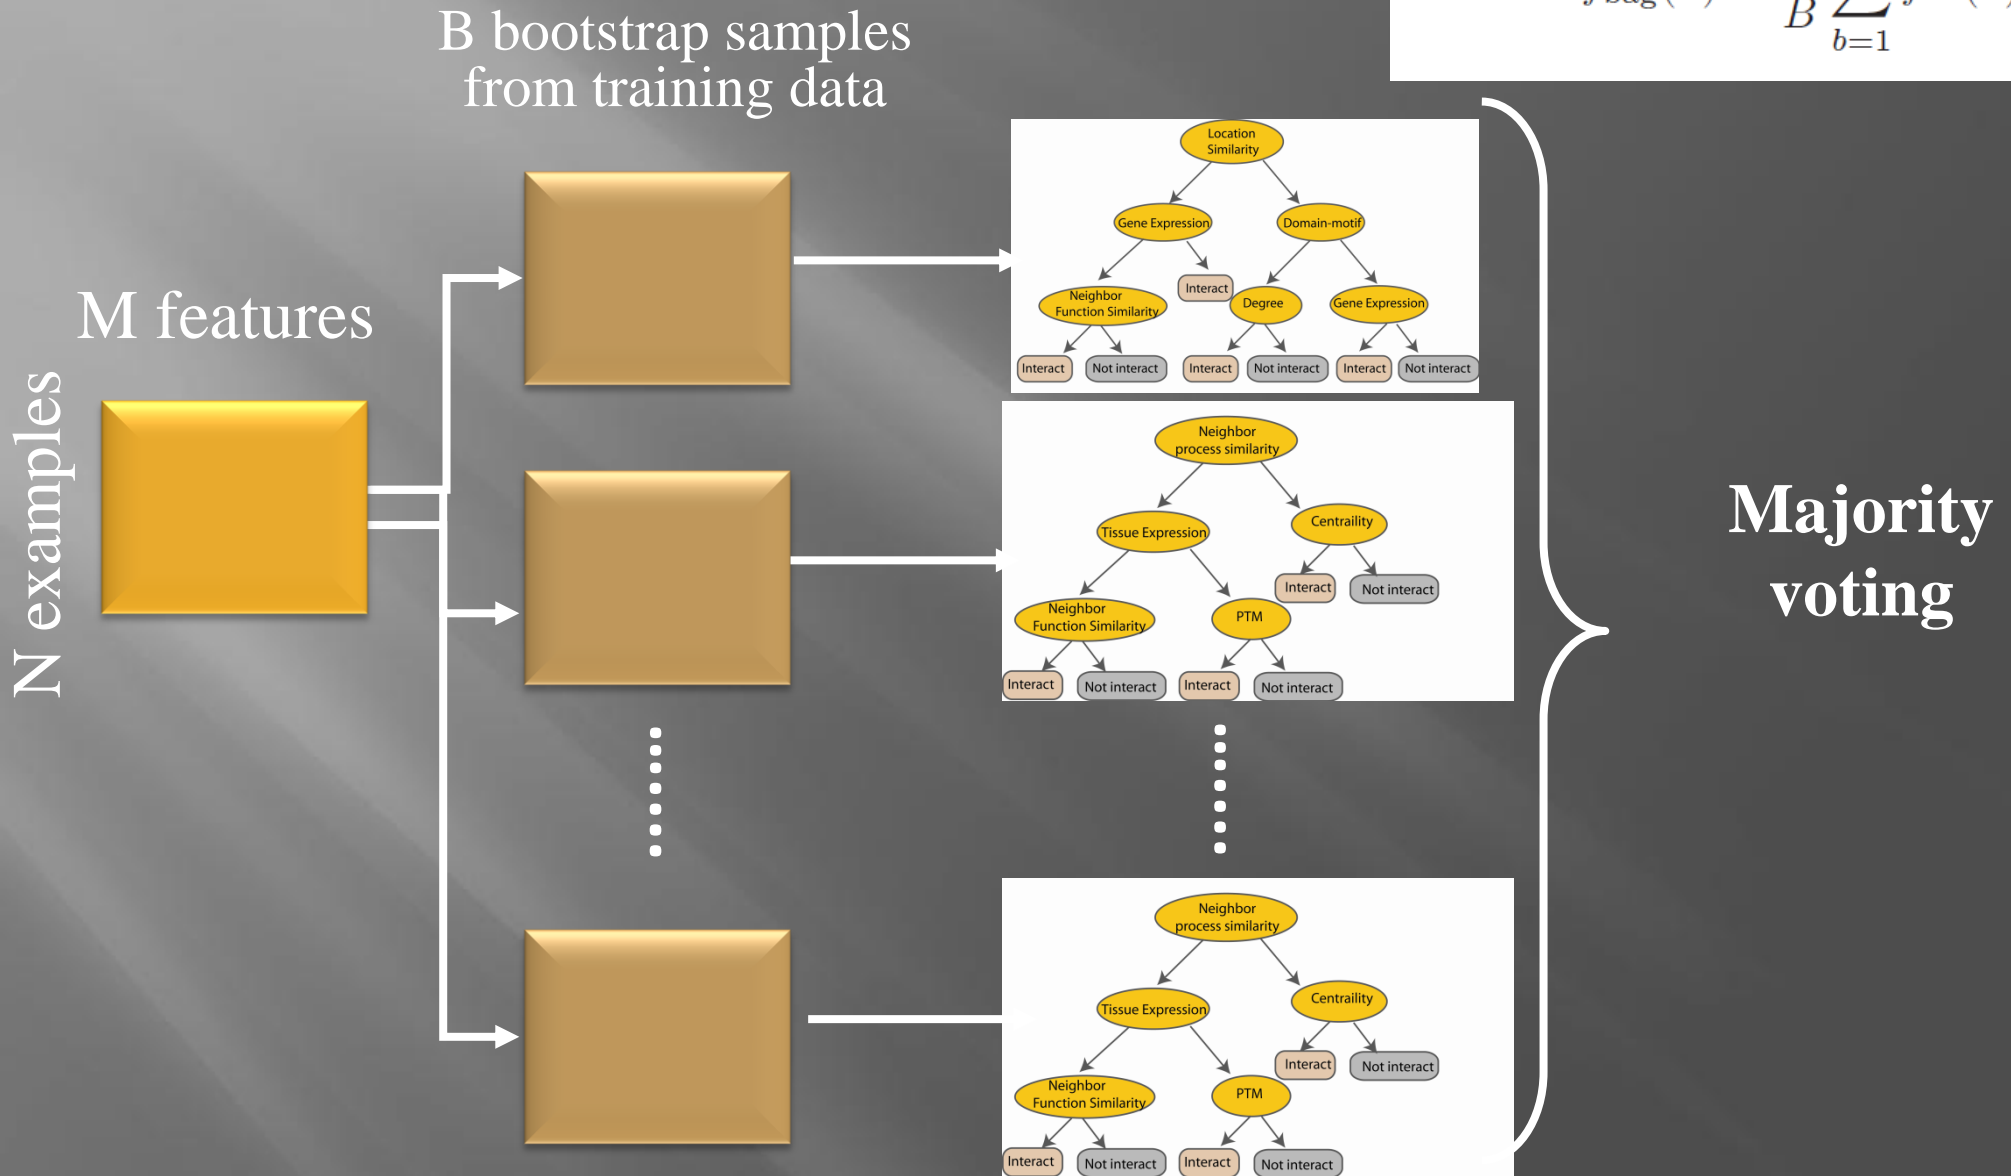 B bootstrap samples
from training data
B
b=1
M features
N examples
Location
Similarity
Gene Expression
Domain-motif
Interact
Neighbor
Function Similarity
Degree
Gene Expression
Interact
Not interact
Interact
Not interact
Interact
Not interact
Neighbor
process similarity
Tissue Expression
Centraility
Interact
Not interact
Neighbor
Function Similarity
PTM
Interact
Not interact
Interact
Not interact
Neighbor
process similarity
Tissue Expression
Centraility
Interact
Not interact
Neighbor
Function Similarity
PTM
Interact
Not interact
Interact
Not interact
Majority
voting